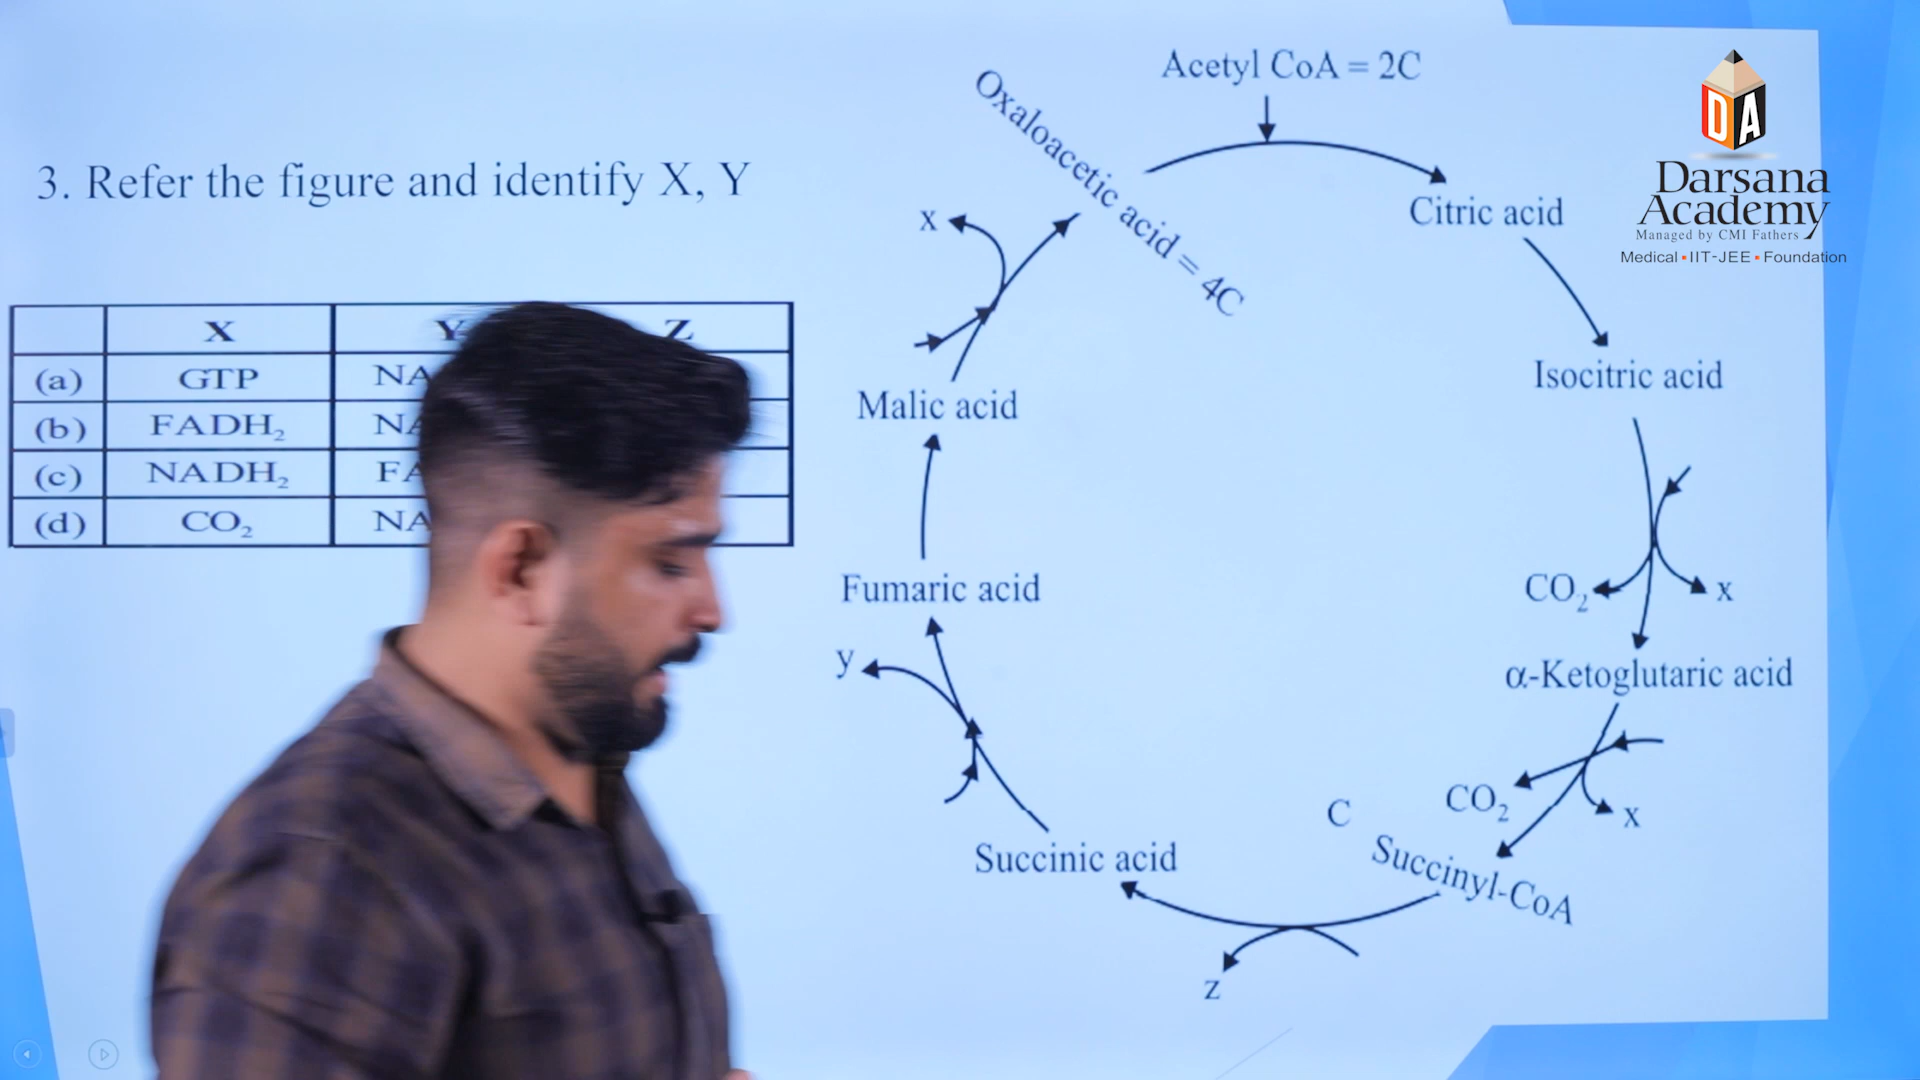 3. Refer the figure and identify X, Y
X Y Z
(a) GTP NA
(b) FADH₂ NA
(c) NADH₂ FA
(d) CO₂ NA
Acetyl CoA = 2C
Oxaloacetic acid = 4C
Citric acid
x
Isocitric acid
Malic acid
CO₂ x
Fumaric acid
α-Ketoglutaric acid
y
CO₂ x
C
Succinyl-CoA
Succinic acid
z
DA
Darsana
Academy
Managed by CMI Fathers
Medical ▪ IIT-JEE ▪ Foundation